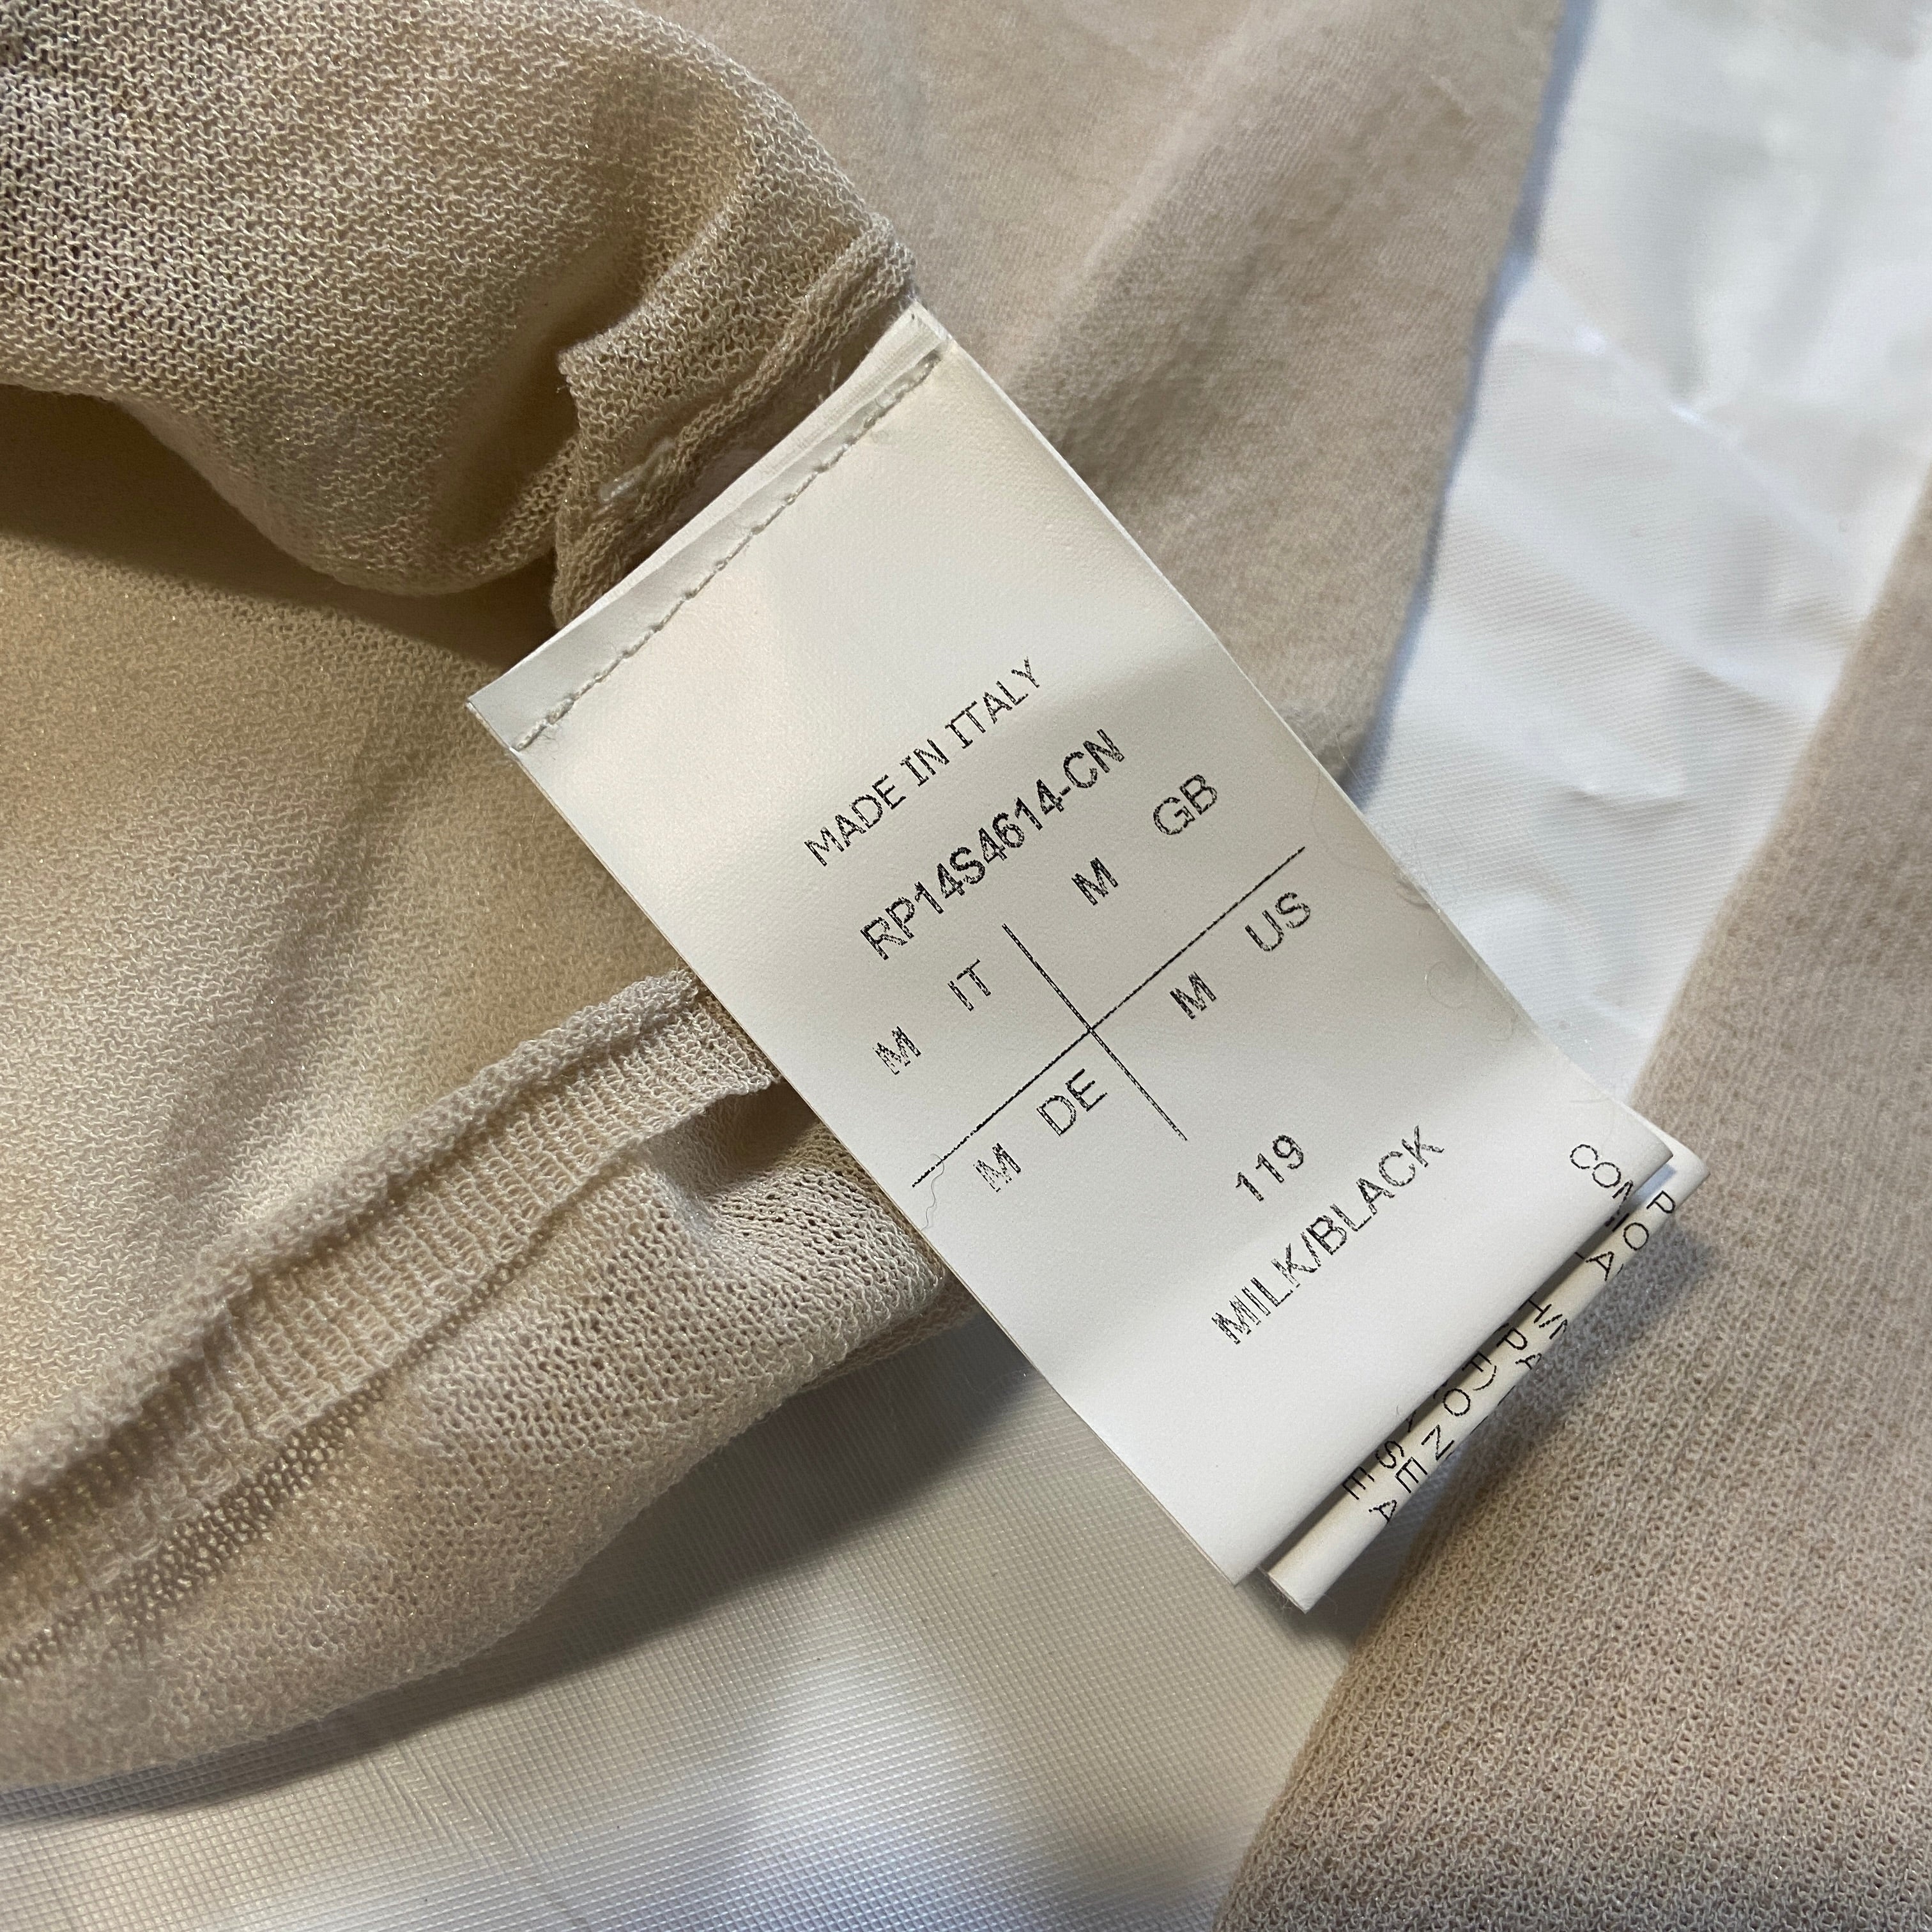 MADE IN ITALY
RP14S4614-CN
M IT M GB
M DE M US
119
MILK/BLACK